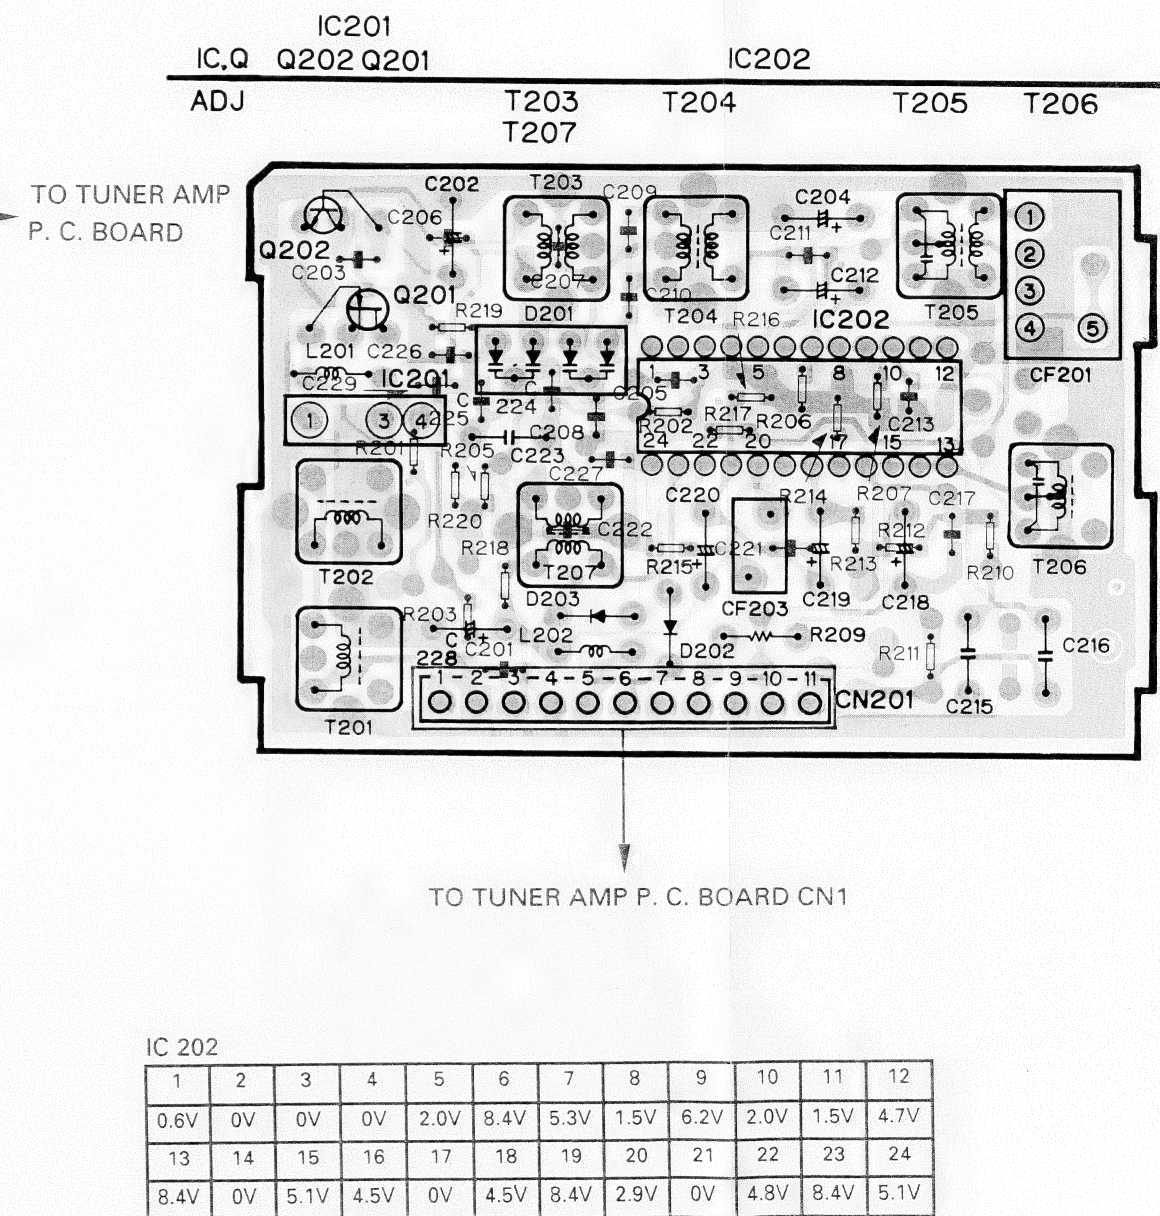 IC201
IC,Q Q202 Q201 IC202
ADJ T203 T204 T205 T206
T207
TO TUNER AMP
P. C. BOARD
C202 T203 C209 C204
C206 C211
Q202 C203 C207 C210 C212
Q201 R219 D201 T204 R216 IC202 T205
1
2
3
4 5
L201 C226 CF201
C229 IC201 C 224 C205
1 3 5 8 10 12
1 3 4 C225 C208 R202 R217 R206 C213
24 22 20 17 15 13
R201 R205 C223
C227 C220 R214 R207 C217
R220 C222 R212
R218 R215 C221 R213 R210
T202 T207 T206
D203 CF203 C219 C218
R203 L202 D202 R209 C216
C 228 C201 R211
1-2-3-4-5-6-7-8-9-10-11 CN201
T201 C215
TO TUNER AMP P. C. BOARD CN1
IC 202
1 2 3 4 5 6 7 8 9 10 11 12
0.6V 0V 0V 0V 2.0V 8.4V 5.3V 1.5V 6.2V 2.0V 1.5V 4.7V
13 14 15 16 17 18 19 20 21 22 23 24
8.4V 0V 5.1V 4.5V 0V 4.5V 8.4V 2.9V 0V 4.8V 8.4V 5.1V